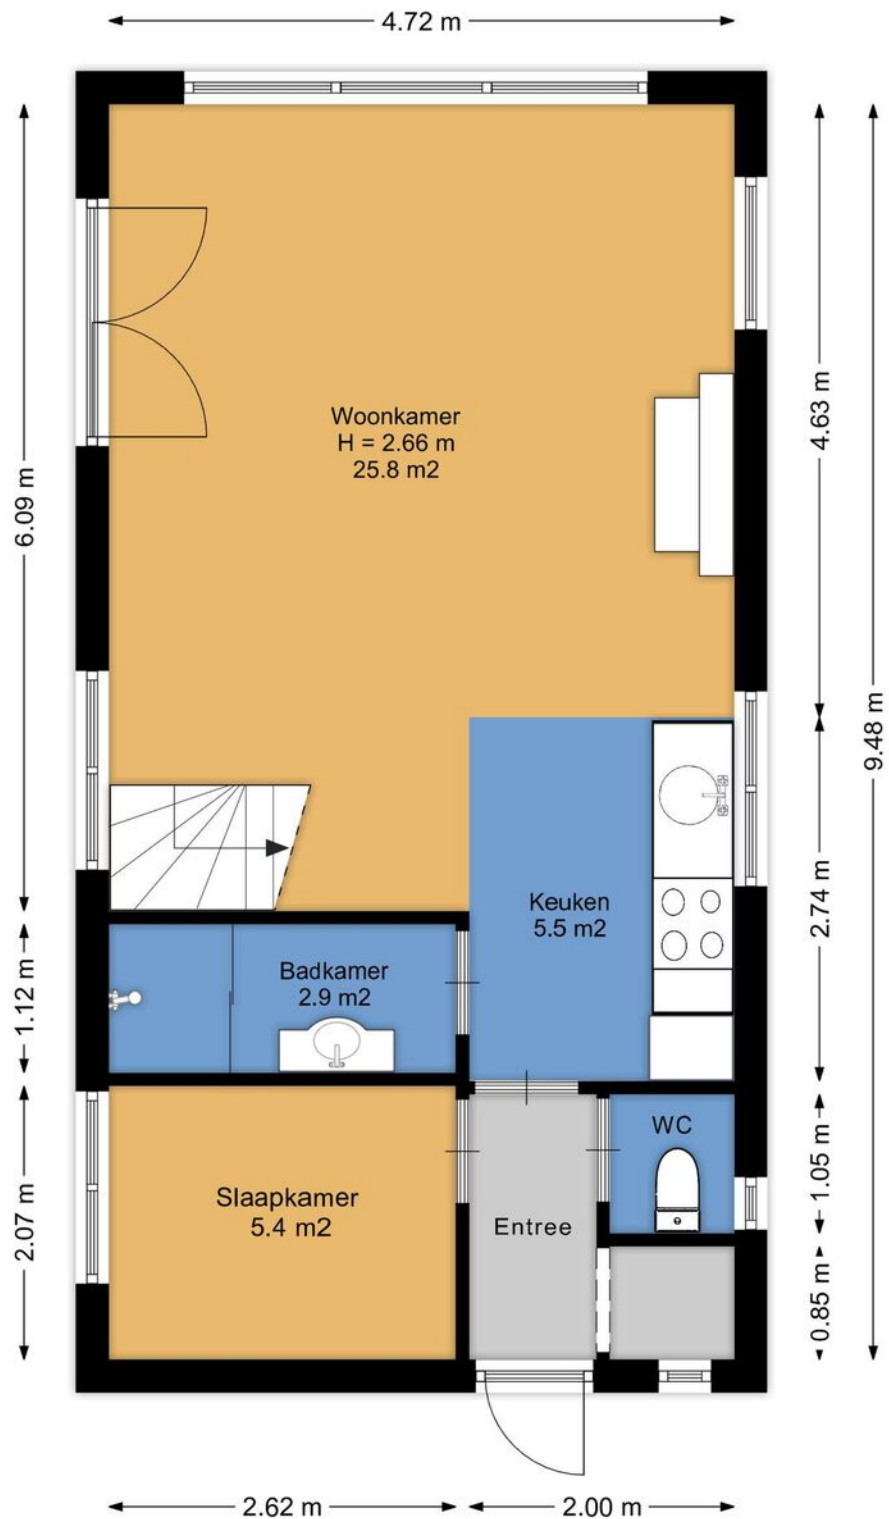 4.72 m
Woonkamer
H = 2.66 m
25.8 m2
6.09 m
4.63 m
9.48 m
Keuken
5.5 m2
2.74 m
Badkamer
2.9 m2
1.12 m
WC
1.05 m
Slaapkamer
5.4 m2
2.07 m
Entree
0.85 m
2.62 m
2.00 m